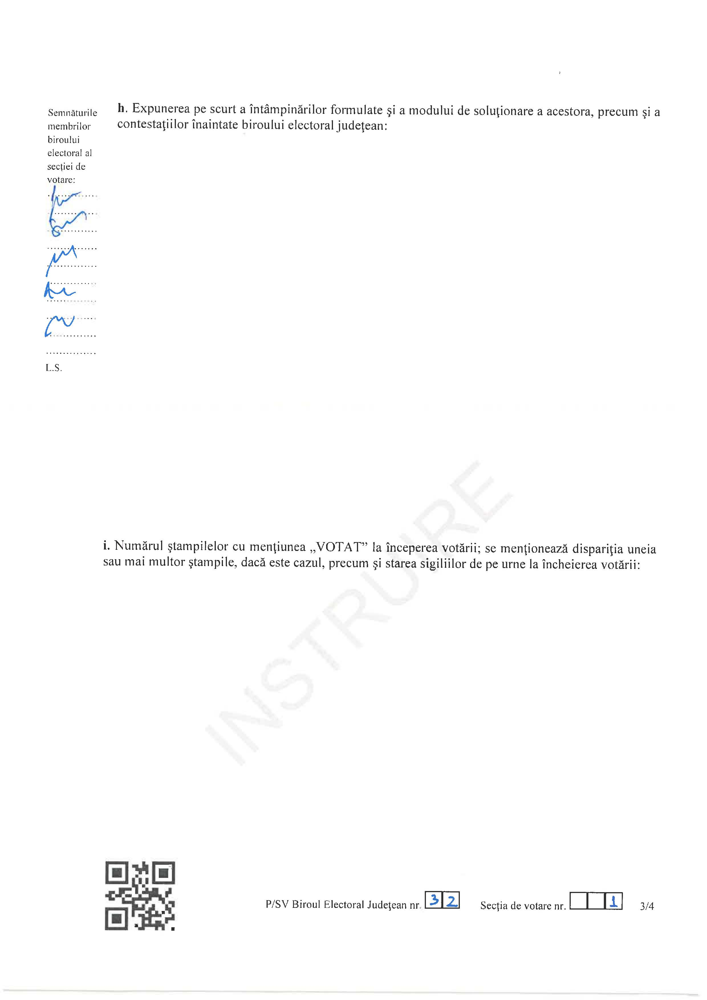 Semnăturile
membrilor
biroului
electoral al
secţiei de
votare:
L.S.
h. Expunerea pe scurt a întâmpinărilor formulate şi a modului de soluţionare a acestora, precum şi a
contestaţiilor înaintate biroului electoral judeţean:
INSTRUIRE
i. Numărul ştampilelor cu menţiunea „VOTAT” la începerea votării; se menţionează dispariţia uneia
sau mai multor ştampile, dacă este cazul, precum şi starea sigiliilor de pe urne la încheierea votării:
P/SV Biroul Electoral Judeţean nr. 32 Secţia de votare nr. 1 3/4